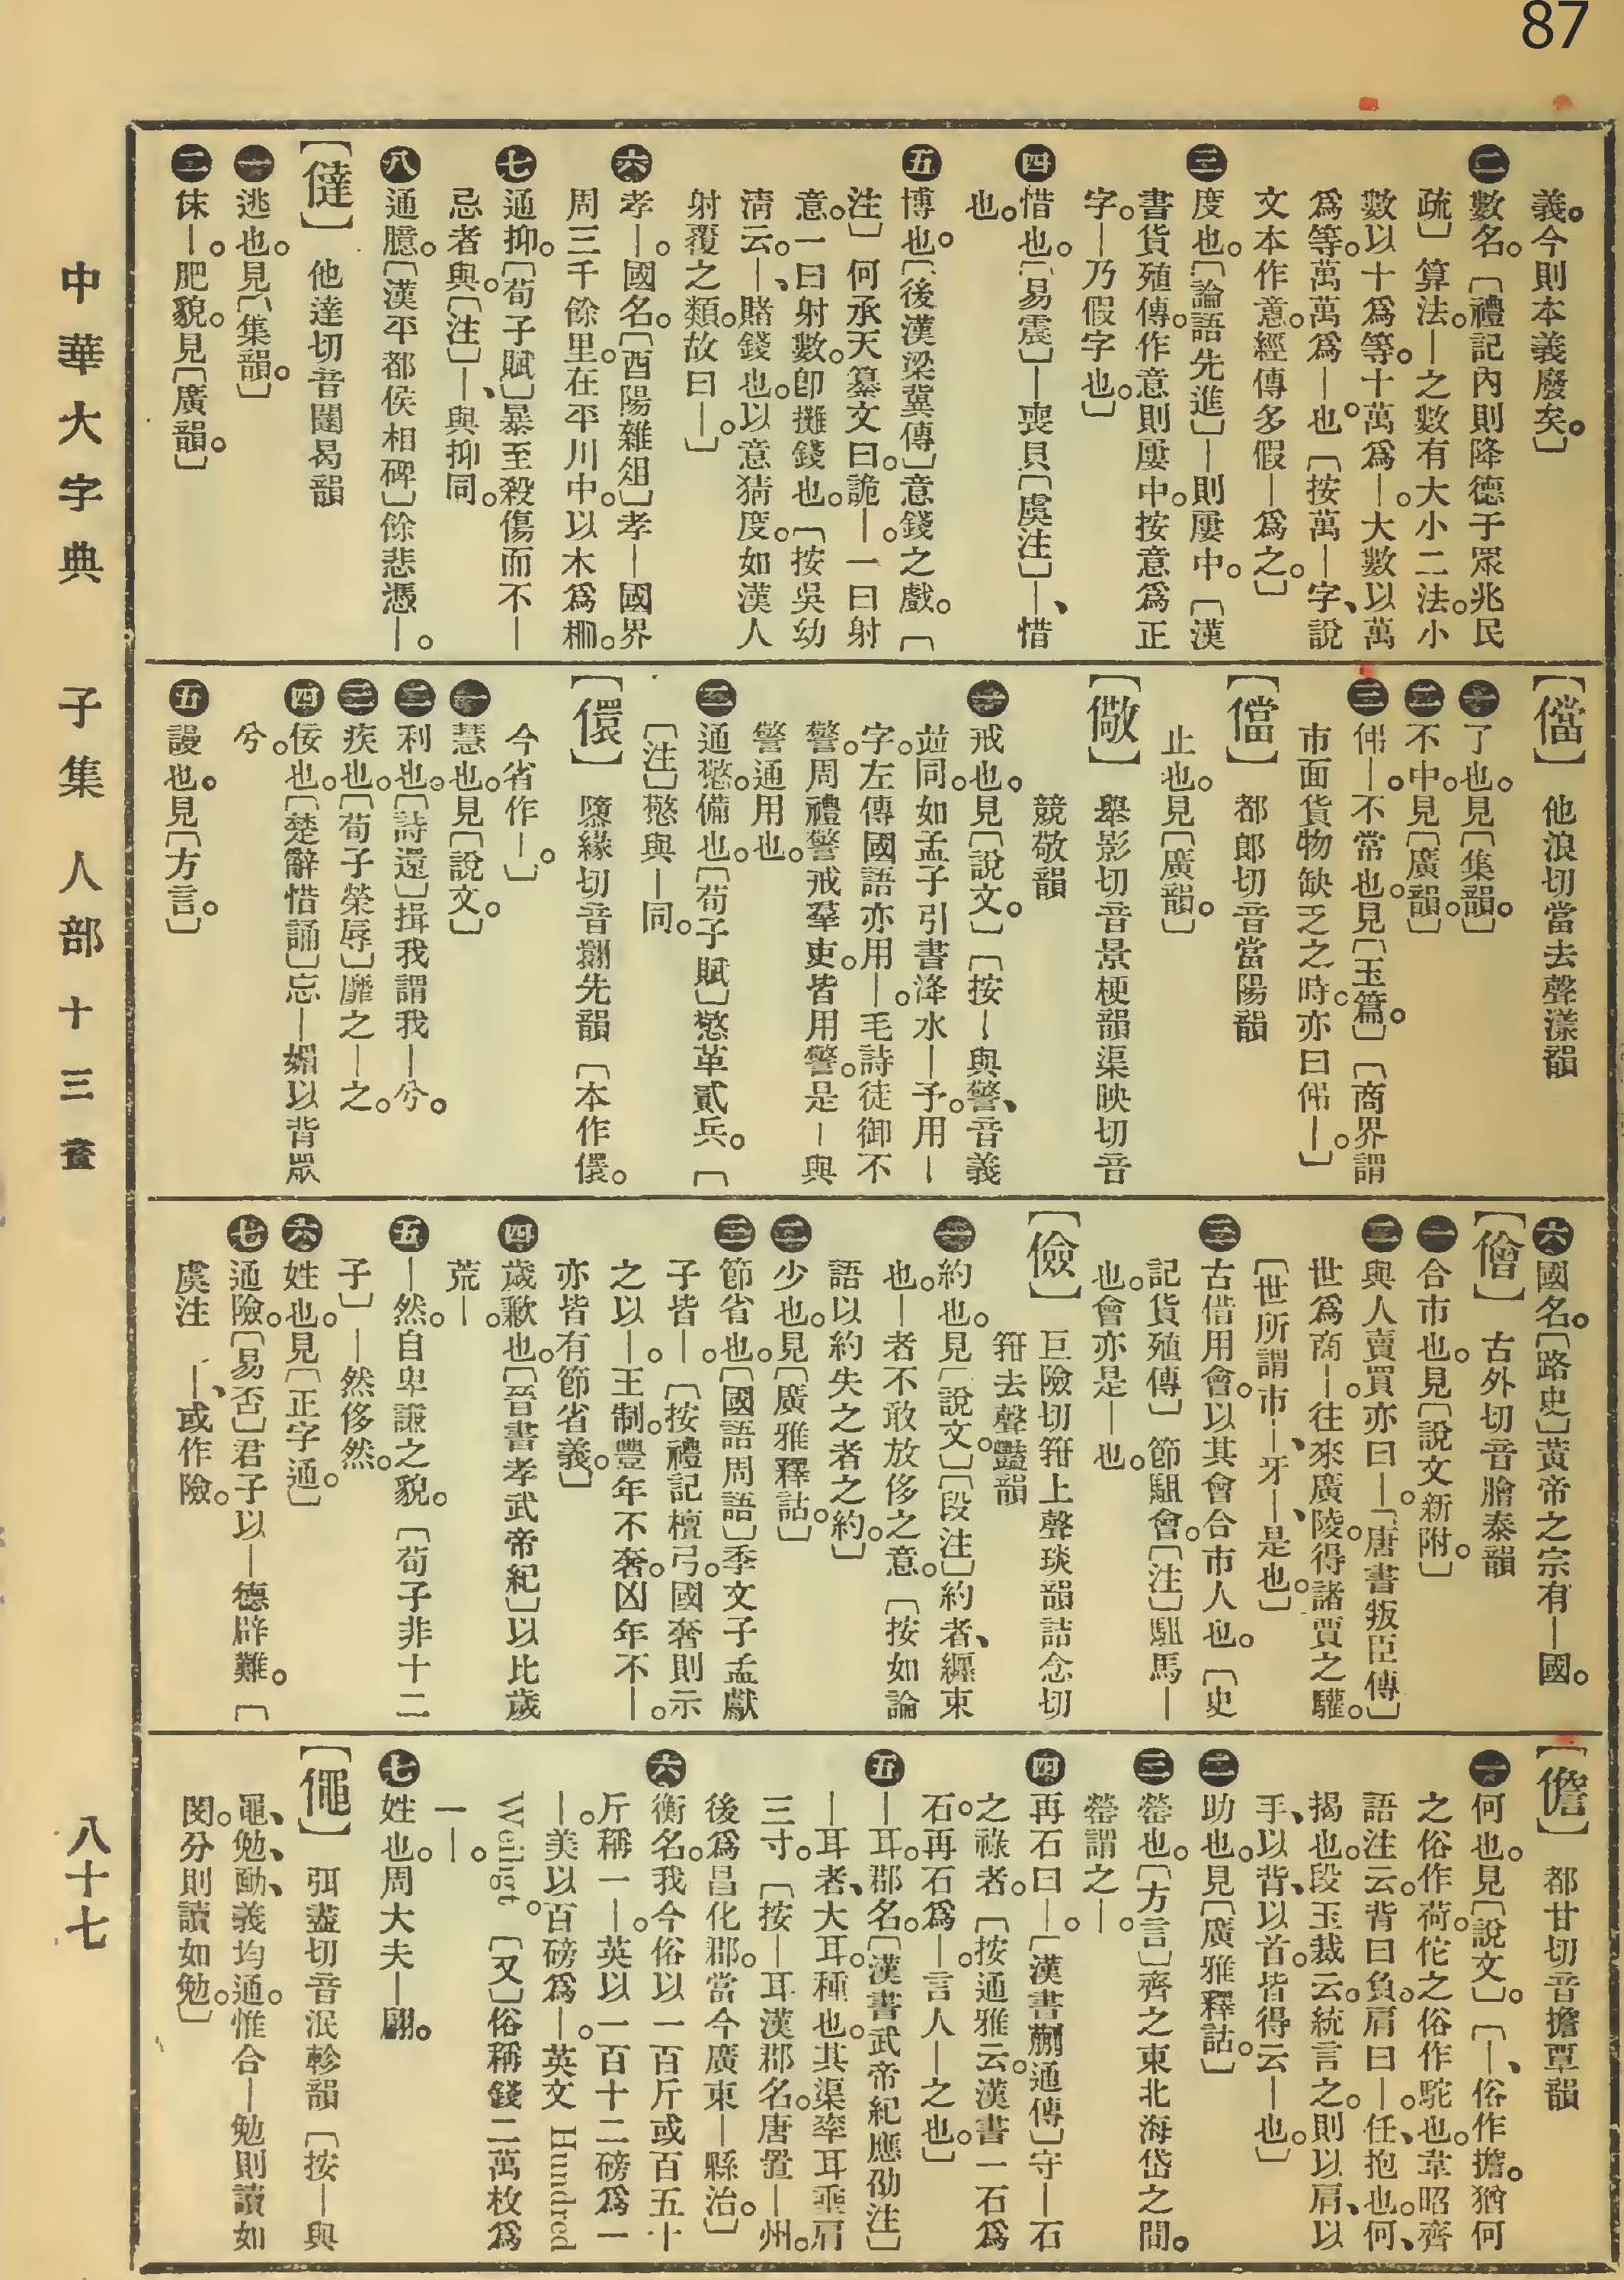 87
義。今則本義廢矣。〕
㊁數名。〔禮記內則降德于眾兆民
疏〕算法。—之數有大小二法。小
數以十爲等。十萬爲—。大數以萬
爲等。萬萬爲—也。〔按萬—字、說
文本作意。經傳多假—爲之。〕
㊂度也。〔論語先進〕—則屢中。〔漢
書貨殖傳。作意則屢中。按意爲正
字。—乃假字也。〕
㊃惜也。〔易震〕—喪貝〔虞注〕—、惜
也。
㊄博也。〔後漢梁冀傳〕意錢之戲。〔
注〕何承天纂文曰。詭—。一曰射
意。一曰射數。卽攤錢也。〔按吳幼
淸云。—、賭錢也。以意猜度。如漢人
射覆之類。故曰—。〕
㊅孝—。國名。〔酉陽雜俎〕孝—國界
周三千餘里。在平川中。以木爲柵。
㊆通抑。〔荀子賦〕暴至殺傷而不—
忌者與。〔注〕—、與抑同。
㊇通臆。〔漢平都侯相碑〕餘悲憑—。
〔㒓〕他達切音闥曷韻
㊀逃也。見〔集韻。〕
㊁㑣—。肥貌。見〔廣韻。〕
〔儻〕他浪切當去聲漾韻
㊀了也。見〔集韻。〕
㊁不中。見〔廣韻。〕
㊂伄—。不常也。見〔玉篇。〕〔商界謂
市面貨物缺乏之時。亦曰伄—。〕
〔儅〕都郎切音當陽韻
止也。見〔廣韻。〕
〔儆〕舉影切音景梗韻渠映切音
競敬韻
㊀戒也。見〔說文。〕〔按—與警、音義
竝同。如孟子引書洚水—予。用—
字。左傳國語亦用—。毛詩徒御不
警。周禮警戒羣吏。皆用警。是—與
警通用也。
㊁通憼。備也。〔荀子賦〕憼革貳兵。〔
〔注〕憼與—同。
〔儇〕隳緣切音翾先韻〔本作儇。
今省作—。〕
㊀慧也。見〔說文。〕
㊁利也。〔詩還〕揖我謂我—兮。
㊂疾也。〔荀子榮辱〕靡之—之。
㊃佞也。〔楚辭惜誦〕忘—媚以背眾
兮。
㊄謾也。見〔方言。〕
㊅國名。〔路史〕黃帝之宗有—國。
〔儈〕古外切音膾泰韻
㊀合市也。見〔說文新附。〕
㊁與人賣買亦曰—。〔唐書叛臣傳〕
世爲商—。往來廣陵。得諸賈之驩。
〔世所謂市—、牙—、是也。〕
㊂古借用會。以其會合市人也。〔史
記貨殖傳〕節駔會。〔注〕駔馬—
也。會亦是—也。
〔儉〕巨險切箝上聲琰韻詰念切
箝去聲豔韻
㊀約也。見〔說文。〕〔段注〕約者、纏束
也。—者不敢放侈之意。〔按如論
語以約失之者之約。〕
㊁少也。見〔廣雅釋詁。〕
㊂節省也。〔國語周語〕季文子孟獻
子皆—。〔按禮記檀弓。國奢則示
之以—。王制。豐年不奢。凶年不—。
亦皆有節省義。〕
㊃歲歉也。〔晉書孝武帝紀〕以比歲
荒—。
㊄—然。自卑謙之貌。〔荀子非十二
子〕—然侈然。
㊅姓也。見〔正字通。〕
㊆通險。〔易否〕君子以—德辟難。〔
虞注　—、或作險。
〔儋〕都甘切音擔覃韻
㊀何也。見〔說文。〕〔—、俗作擔。猶何
之俗作荷。佗之俗作駝也。韋昭齊
語注云。背曰負。肩曰—。任、抱也。何、
揭也。段玉裁云。統言之。則以肩、以
手、以背、以首、皆得云—也。〕
㊁助也。見〔廣雅釋詁。〕
㊂甖也。〔方言〕齊之東北海岱之間。
甖謂之—。
㊃再石曰—。〔漢書蒯通傳〕守—石
之祿者。〔按通雅云。漢書一石爲
石。再石爲—。言人—之也。〕
㊄—耳。郡名。〔漢書武帝紀應劭注〕
—耳者、大耳種也。其渠率耳垂肩
三寸。〔按—耳漢郡名。唐置—州。
後爲昌化郡。當今廣東—縣治。〕
㊅衡名。我今俗以一百斤或百五十
斤稱一—。英以一百十二磅爲一
—。美以百磅爲—。英文 Hundred
Weihgt。〔又〕俗稱錢二萬枚爲
一—。
㊆姓也。周大夫—翩。
〔僶〕弭盡切音泯軫韻〔按—與
黽、勉、勔、義均通。惟合—勉則讀如
閔。分則讀如勉。〕
中華大字典　子集　人部　十三畫
八十七